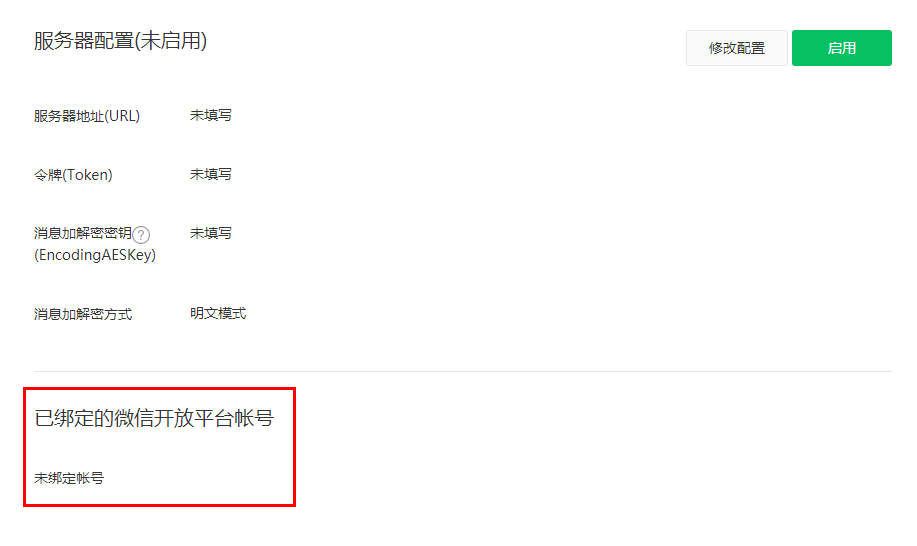 服务器配置(未启用)
修改配置
启用
服务器地址(URL)
未填写
令牌(Token)
未填写
消息加解密密钥?
(EncodingAESKey)
未填写
消息加解密方式
明文模式
已绑定的微信开放平台帐号
未绑定帐号